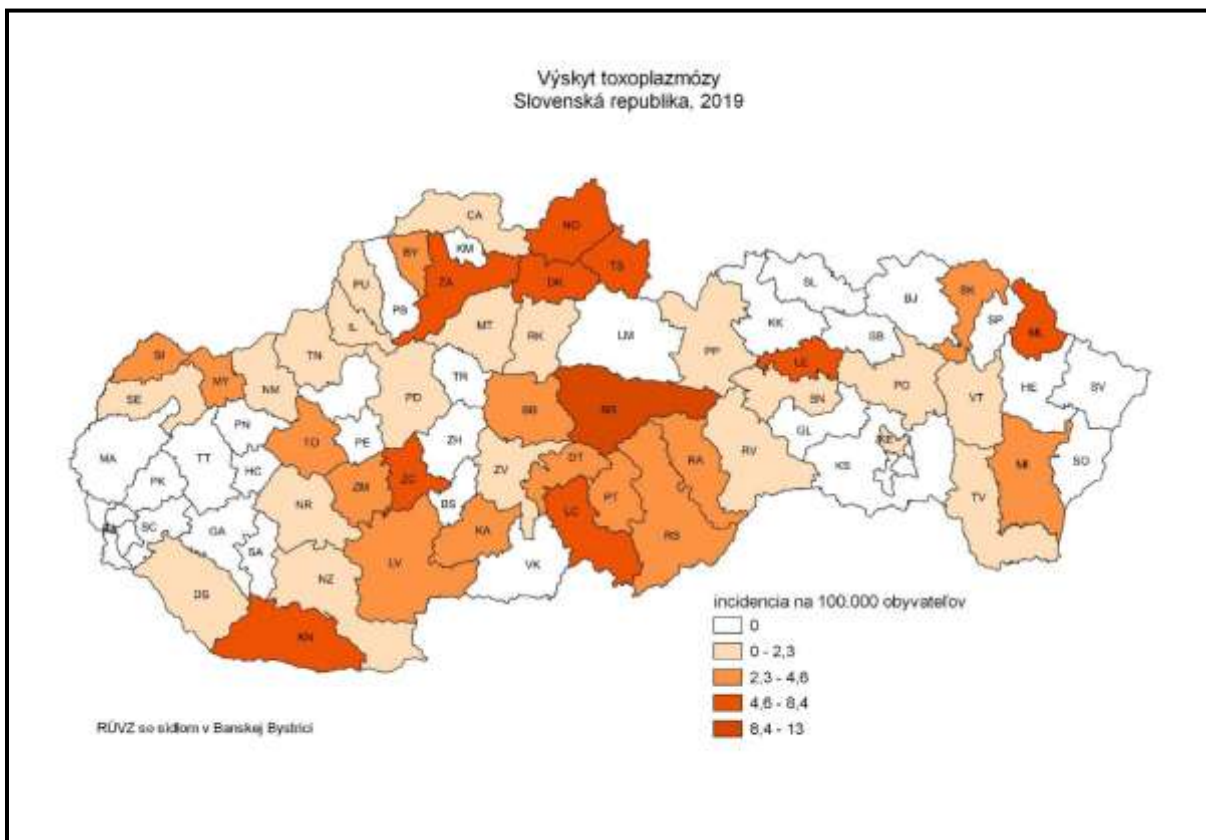 Výskyt toxoplazmózy
Slovenská republika, 2019
CA
NO
BY
KM
TS
ZA
DK
PU
PB
SL
BJ
SK
SP
ML
IL
MT
RK
LM
KK
SB
SI
TN
PP
LE
MY
NM
TR
PO
HE
SV
SE
PD
BR
SN
VT
BB
PN
TO
PE
ZH
GL
KE
MA
TT
HC
ZV
DT
RA
RV
KS
MI
SO
PK
ZM
ZC
BS
PT
NR
LC
TV
SC
GA
SA
KA
RS
LV
VK
DS
NZ
KN
incidencia na 100.000 obyvateľov
0
0 - 2,3
2,3 - 4,6
4,6 - 8,4
8,4 - 13
RÚVZ so sídlom v Banskej Bystrici